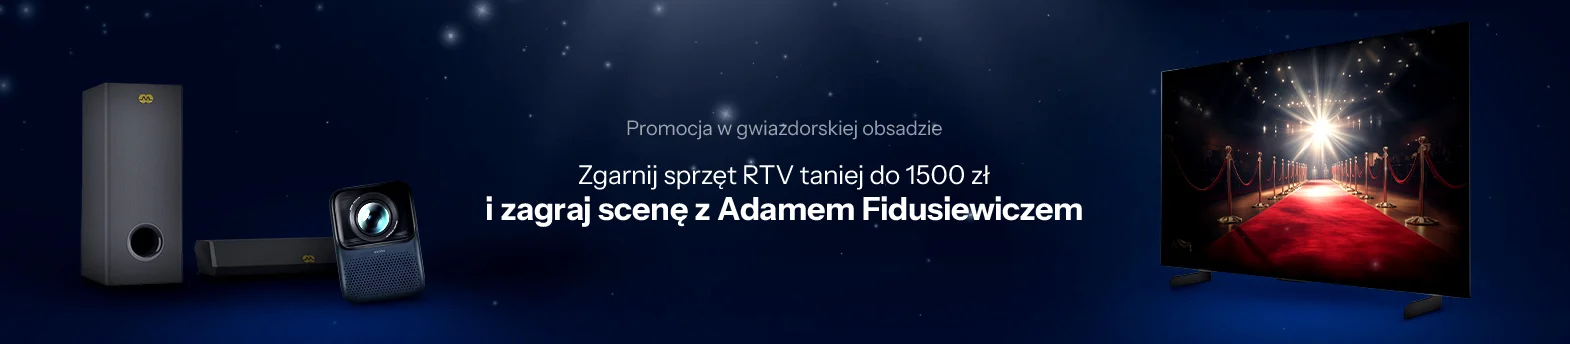 Promocja w gwiazdorskiej obsadzie
Zgarnij sprzęt RTV taniej do 1500 zł
i zagraj scenę z Adamem Fidusiewiczem